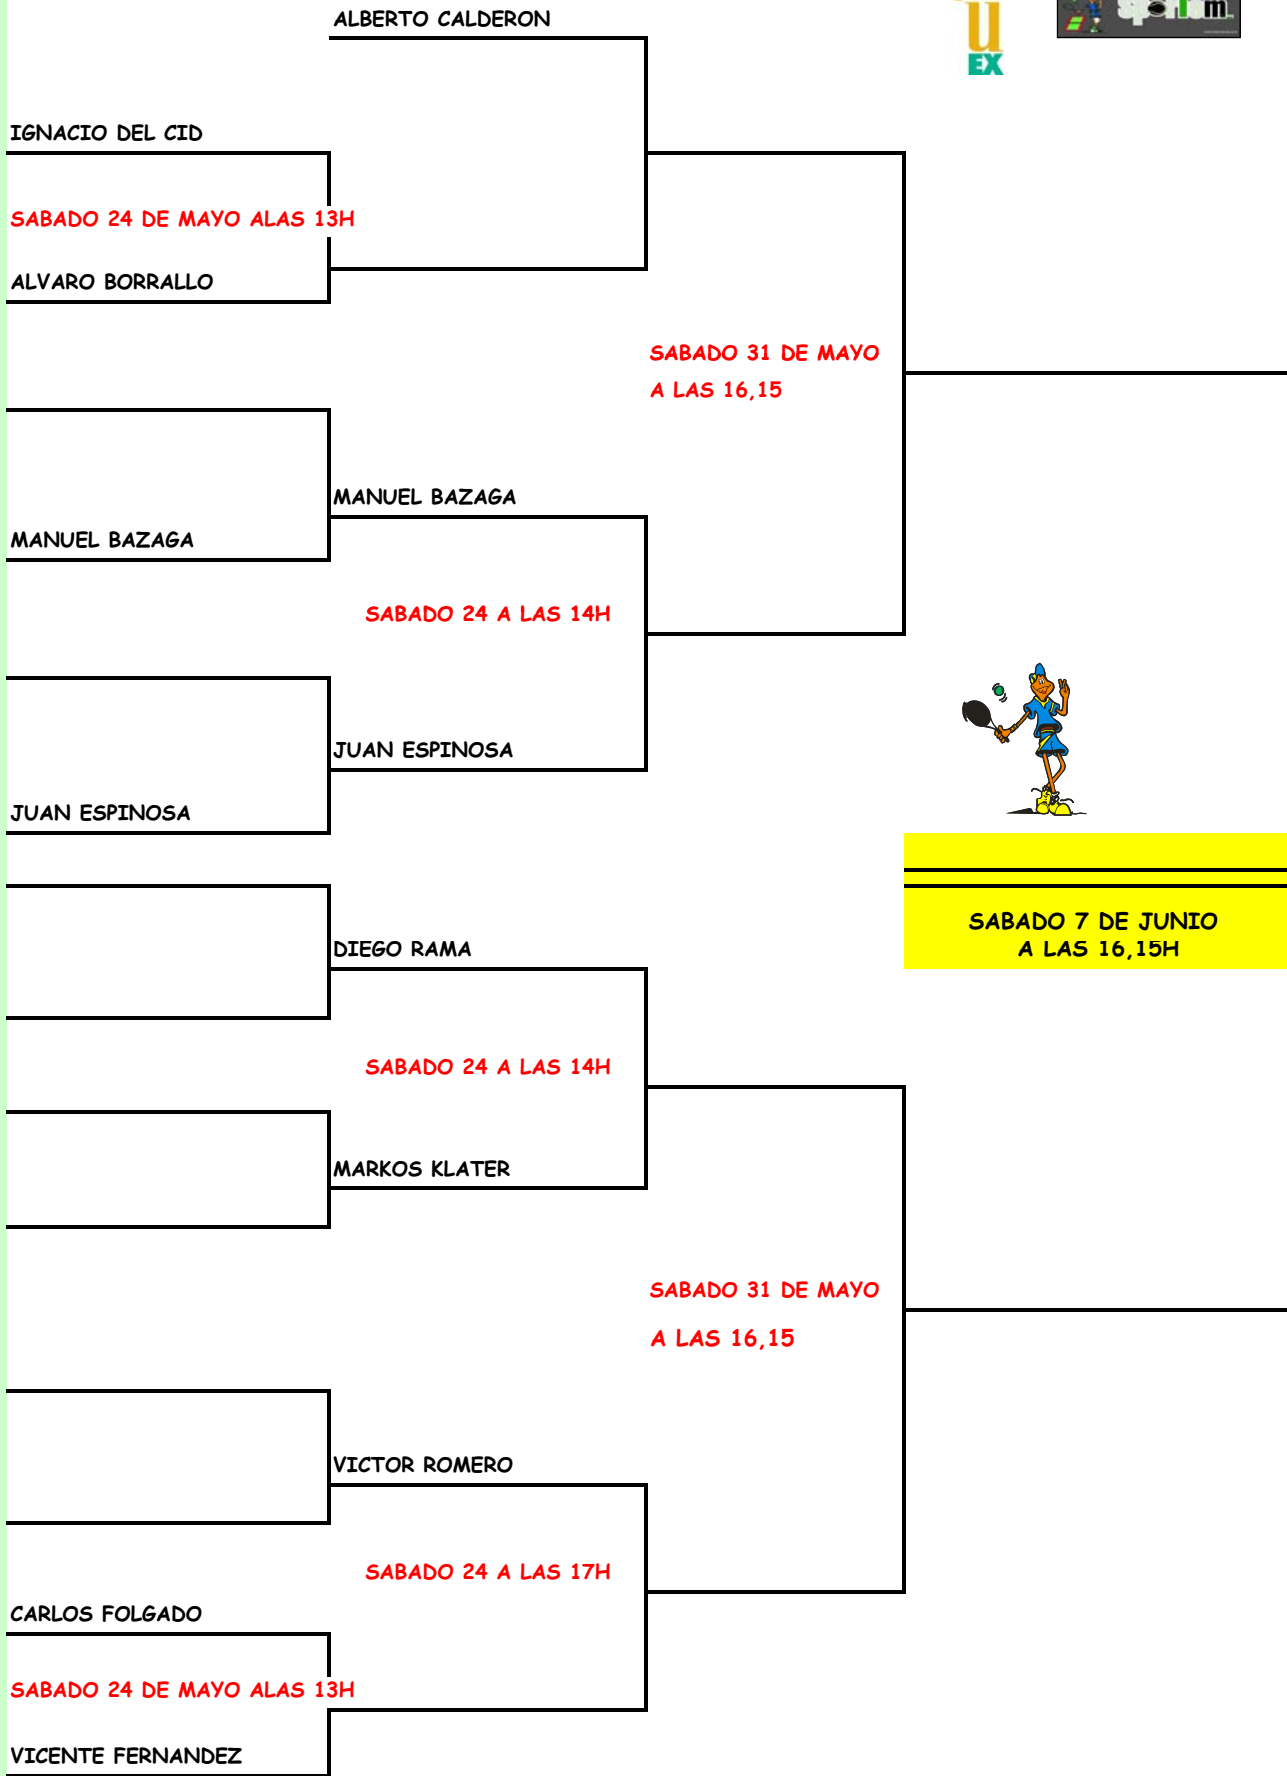 ALBERTO CALDERON
u
EX
IGNACIO DEL CID
SABADO 24 DE MAYO ALAS 13H
ALVARO BORRALLO
SABADO 31 DE MAYO
A LAS 16,15
MANUEL BAZAGA
MANUEL BAZAGA
SABADO 24 A LAS 14H
JUAN ESPINOSA
JUAN ESPINOSA
SABADO 7 DE JUNIO
A LAS 16,15H
DIEGO RAMA
SABADO 24 A LAS 14H
MARKOS KLATER
SABADO 31 DE MAYO
A LAS 16,15
VICTOR ROMERO
SABADO 24 A LAS 17H
CARLOS FOLGADO
SABADO 24 DE MAYO ALAS 13H
VICENTE FERNANDEZ